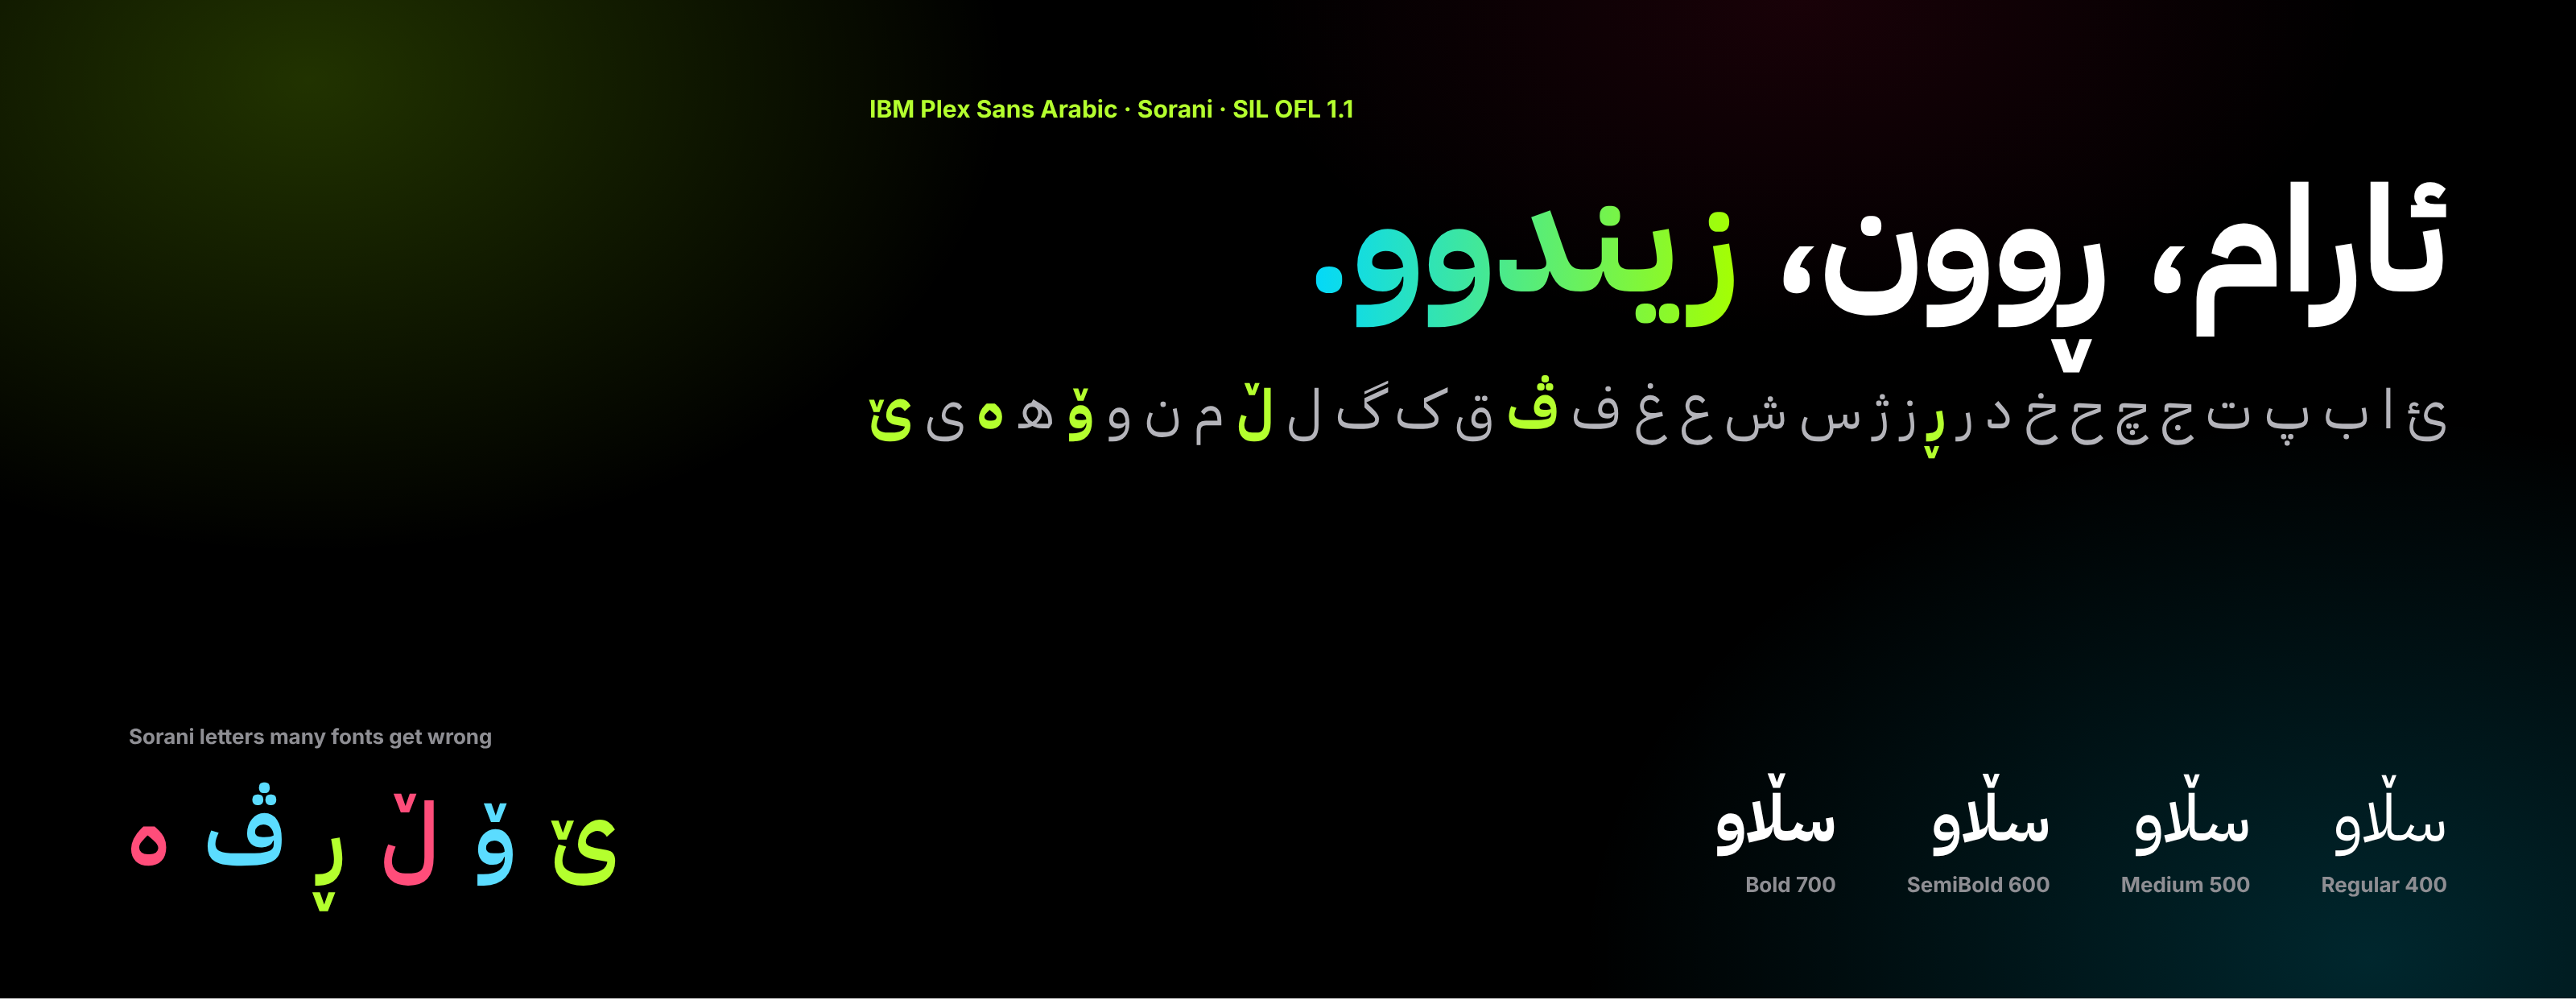 IBM Plex Sans Arabic · Sorani · SIL OFL 1.1
ئارام، ڕوون، زیندوو.
ئ ا ب پ ت ج چ ح خ د ر ڕ ز ژ س ش ع غ ف ڤ ق ک گ ل ڵ م ن و ۆ ھ ە ی ێ
Sorani letters many fonts get wrong
ێ ۆ ڵ ڕ ڤ ە
سڵاو سڵاو سڵاو سڵاو
Regular 400 Medium 500 SemiBold 600 Bold 700